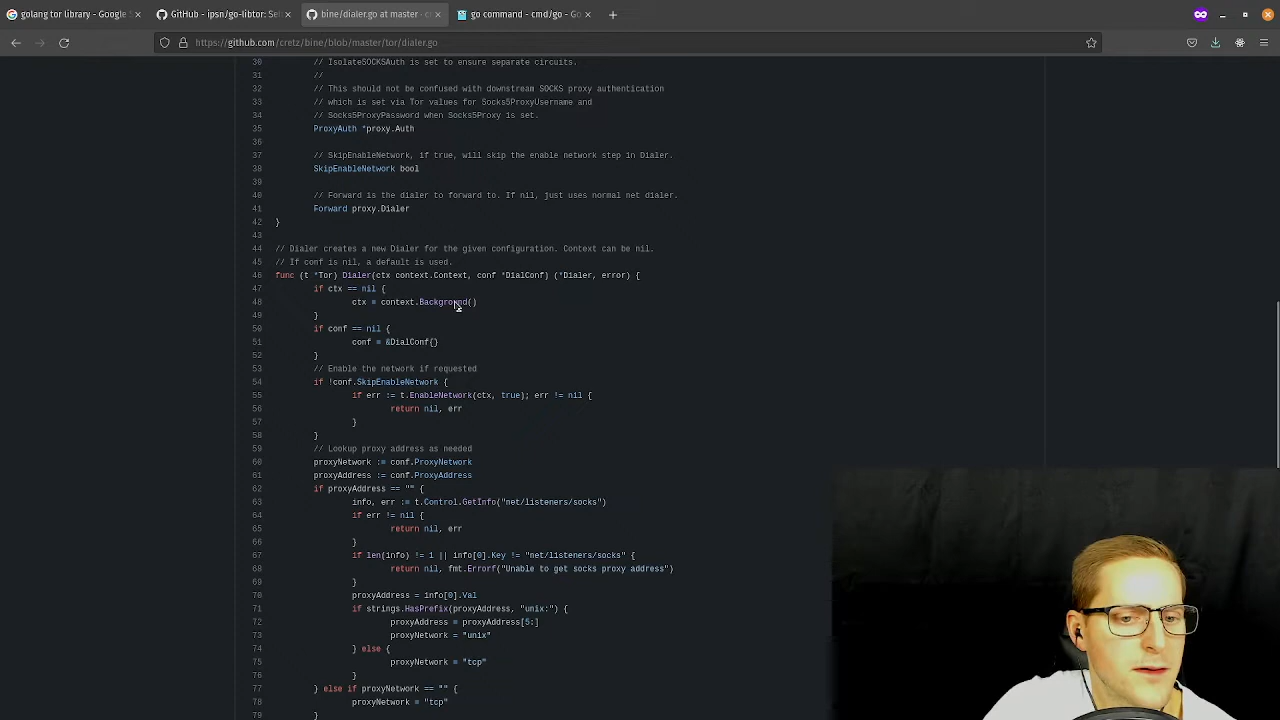 golang tor library - Google S
GitHub - ipsn/go-libtor: Sel
bine/dialer.go at master · cr
go command - cmd/go - Go
https://github.com/cretz/bine/blob/master/tor/dialer.go
30 // IsolateSOCKSAuth is set to ensure separate circuits.
31 //
32 // This should not be confused with downstream SOCKS proxy authentication
33 // which is set via Tor values for Socks5ProxyUsername and
34 // Socks5ProxyPassword when Socks5Proxy is set.
35 ProxyAuth *proxy.Auth
36
37 // SkipEnableNetwork, if true, will skip the enable network step in Dialer.
38 SkipEnableNetwork bool
39
40 // Forward is the dialer to forward to. If nil, just uses normal net dialer.
41 Forward proxy.Dialer
42 }
43
44 // Dialer creates a new Dialer for the given configuration. Context can be nil.
45 // If conf is nil, a default is used.
46 func (t *Tor) Dialer(ctx context.Context, conf *DialConf) (*Dialer, error) {
47 if ctx == nil {
48 ctx = context.Background()
49 }
50 if conf == nil {
51 conf = &DialConf{}
52 }
53 // Enable the network if requested
54 if !conf.SkipEnableNetwork {
55 if err := t.EnableNetwork(ctx, true); err != nil {
56 return nil, err
57 }
58 }
59 // Lookup proxy address as needed
60 proxyNetwork := conf.ProxyNetwork
61 proxyAddress := conf.ProxyAddress
62 if proxyAddress == "" {
63 info, err := t.Control.GetInfo("net/listeners/socks")
64 if err != nil {
65 return nil, err
66 }
67 if len(info) != 1 || info[0].Key != "net/listeners/socks" {
68 return nil, fmt.Errorf("Unable to get socks proxy address")
69 }
70 proxyAddress = info[0].Val
71 if strings.HasPrefix(proxyAddress, "unix:") {
72 proxyAddress = proxyAddress[5:]
73 proxyNetwork = "unix"
74 } else {
75 proxyNetwork = "tcp"
76 }
77 } else if proxyNetwork == "" {
78 proxyNetwork = "tcp"
79 }